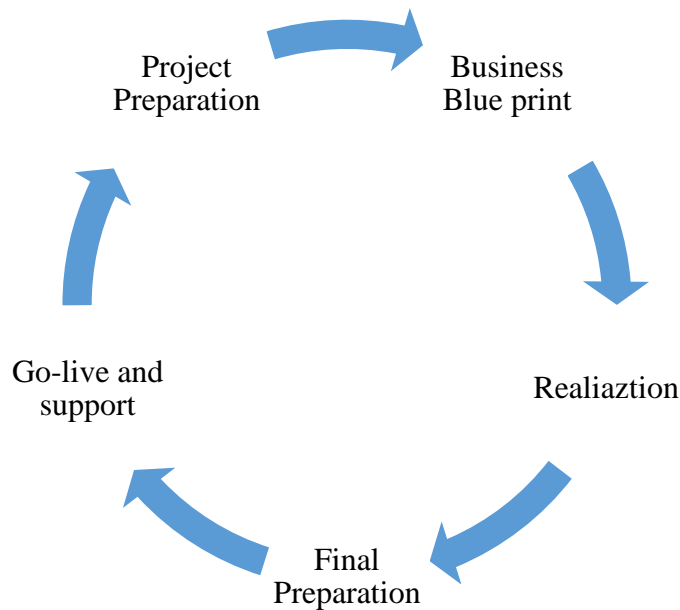 Project
Preparation
Business
Blue print
Realiaztion
Final
Preparation
Go-live and
support